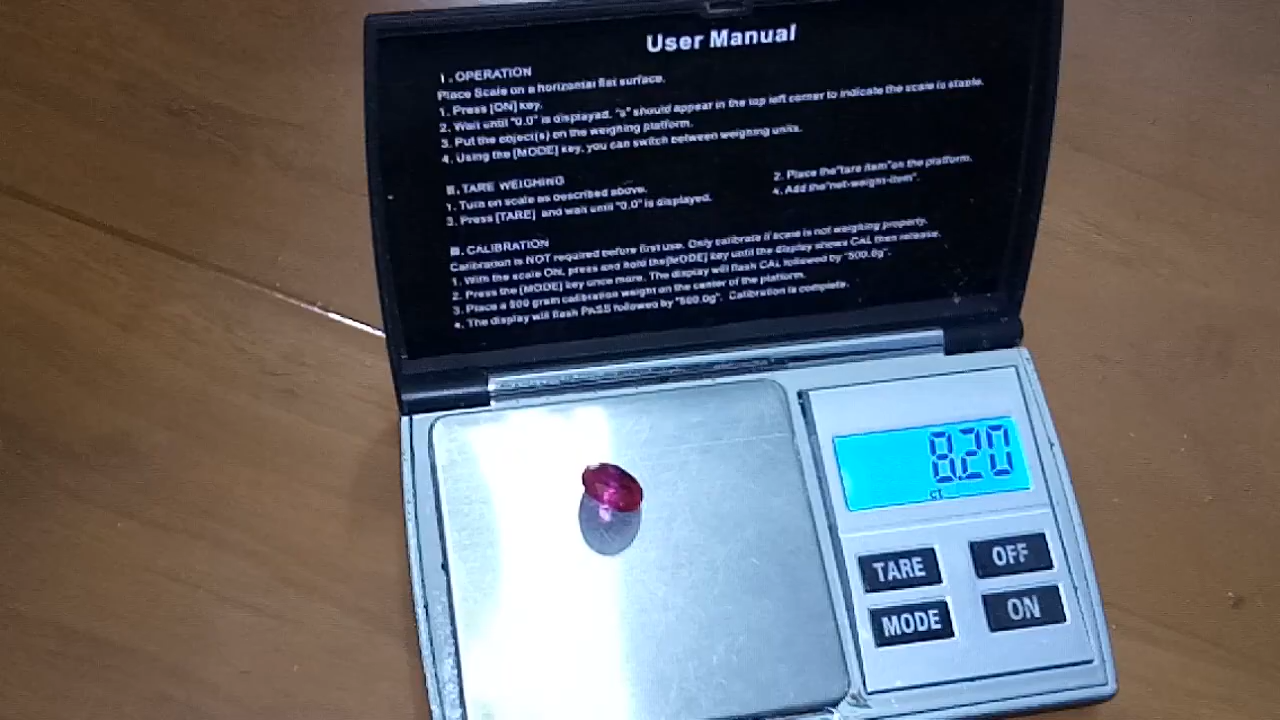 User Manual
I . OPERATION
Place Scale on a horizontal flat surface.
1. Press [ON] key.
2. Wait until "0.0" is displayed. "s" should appear in the top left corner to indicate the scale is stable.
3. Put the object(s) on the weighing platform.
4. Using the [MODE] key, you can switch between weighing units.
II. TARE WEIGHING
1. Turn on scale as described above.
2. Place the"tare item"on the platform.
3. Press [TARE] and wait until "0.0" is displayed.
4. Add the"net-weight-item".
III. CALIBRATION
Calibration is NOT required before first use. Only calibrate if scale is not weighing properly.
1. With the scale ON, press and hold the[MODE] key until the display shows CAL then release.
2. Press the [MODE] key once more. The display will flash CAL followed by "500.0g".
3. Place a 500 gram calibration weight on the center of the platform.
4. The display will flash PASS followed by "500.0g". Calibration is complete.
8.20
ct
TARE
OFF
MODE
ON